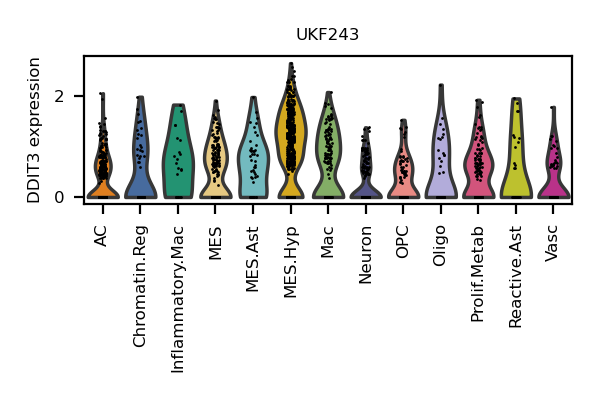 UKF243
DDIT3 expression
2
0
AC
Chromatin.Reg
Inflammatory.Mac
MES
MES.Ast
MES.Hyp
Mac
Neuron
OPC
Oligo
Prolif.Metab
Reactive.Ast
Vasc